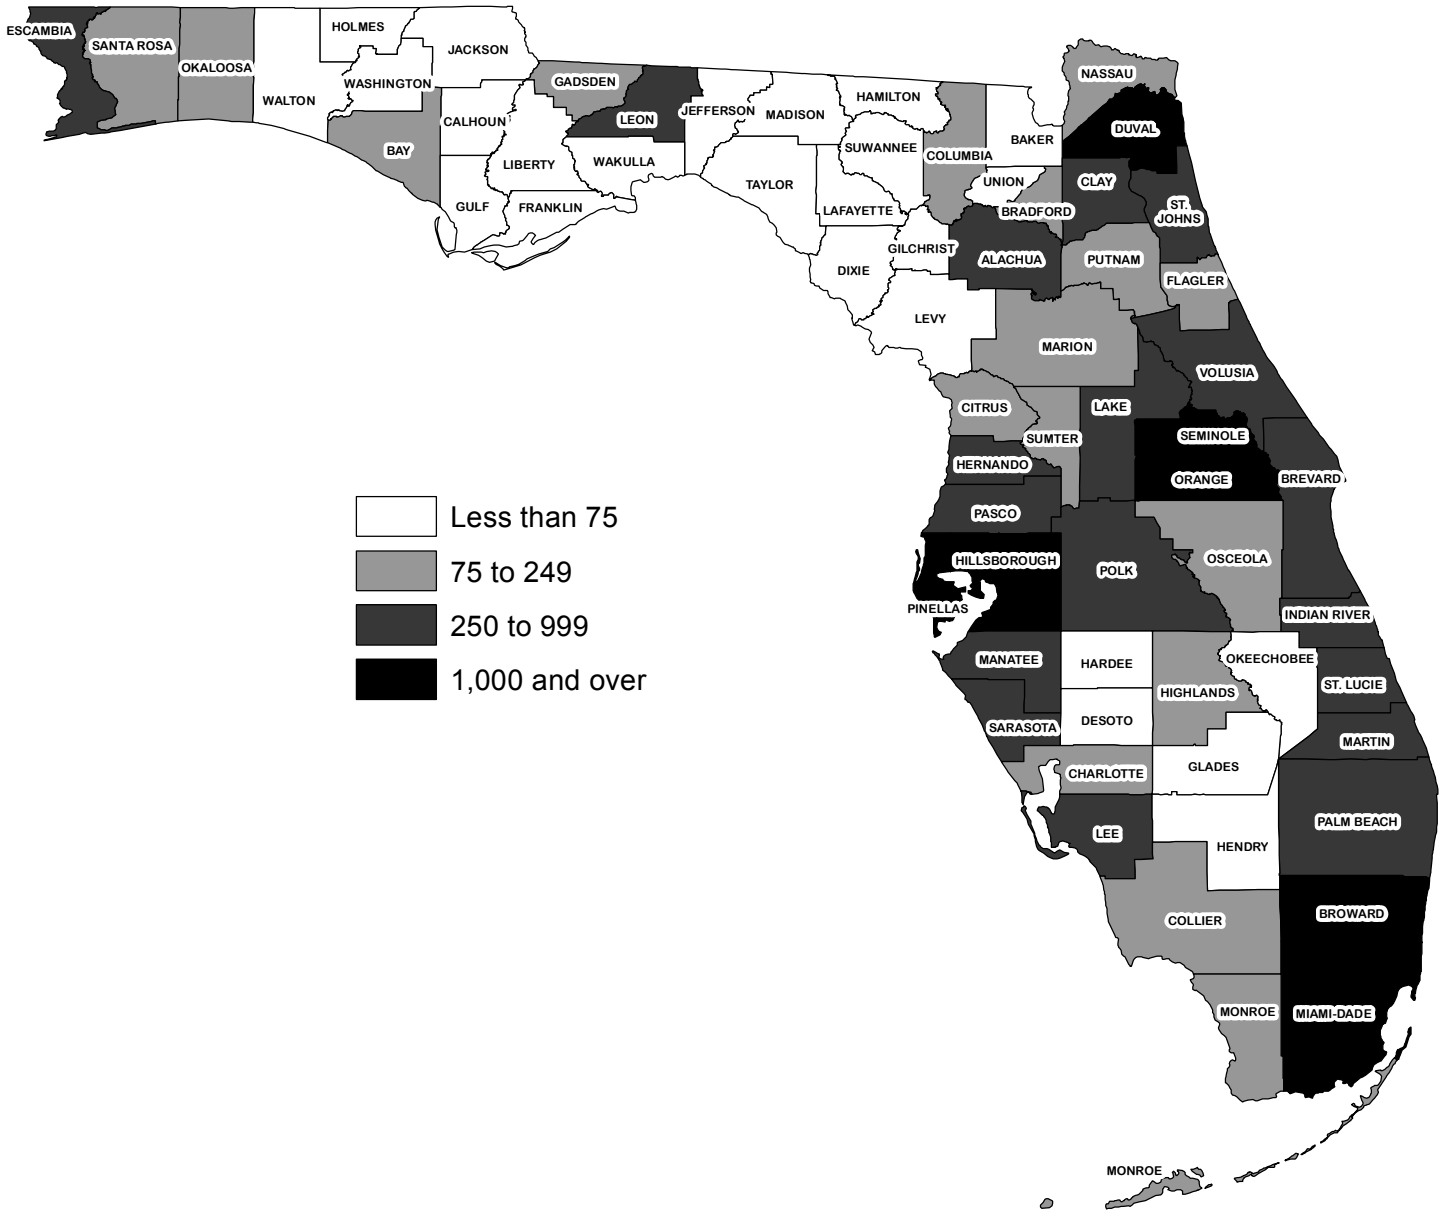 ESCAMBIA
SANTA ROSA
OKALOOSA
WALTON
HOLMES
WASHINGTON
JACKSON
BAY
CALHOUN
GULF
LIBERTY
FRANKLIN
GADSDEN
LEON
WAKULLA
JEFFERSON
MADISON
TAYLOR
HAMILTON
SUWANNEE
LAFAYETTE
DIXIE
GILCHRIST
LEVY
COLUMBIA
BAKER
UNION
BRADFORD
ALACHUA
NASSAU
DUVAL
CLAY
ST.
JOHNS
PUTNAM
FLAGLER
MARION
VOLUSIA
CITRUS
SUMTER
LAKE
SEMINOLE
ORANGE
BREVARD
HERNANDO
PASCO
HILLSBOROUGH
PINELLAS
POLK
OSCEOLA
INDIAN RIVER
MANATEE
HARDEE
HIGHLANDS
OKEECHOBEE
ST. LUCIE
SARASOTA
DESOTO
MARTIN
CHARLOTTE
GLADES
LEE
HENDRY
PALM BEACH
COLLIER
BROWARD
MONROE
MIAMI-DADE
MONROE
Less than 75
75 to 249
250 to 999
1,000 and over